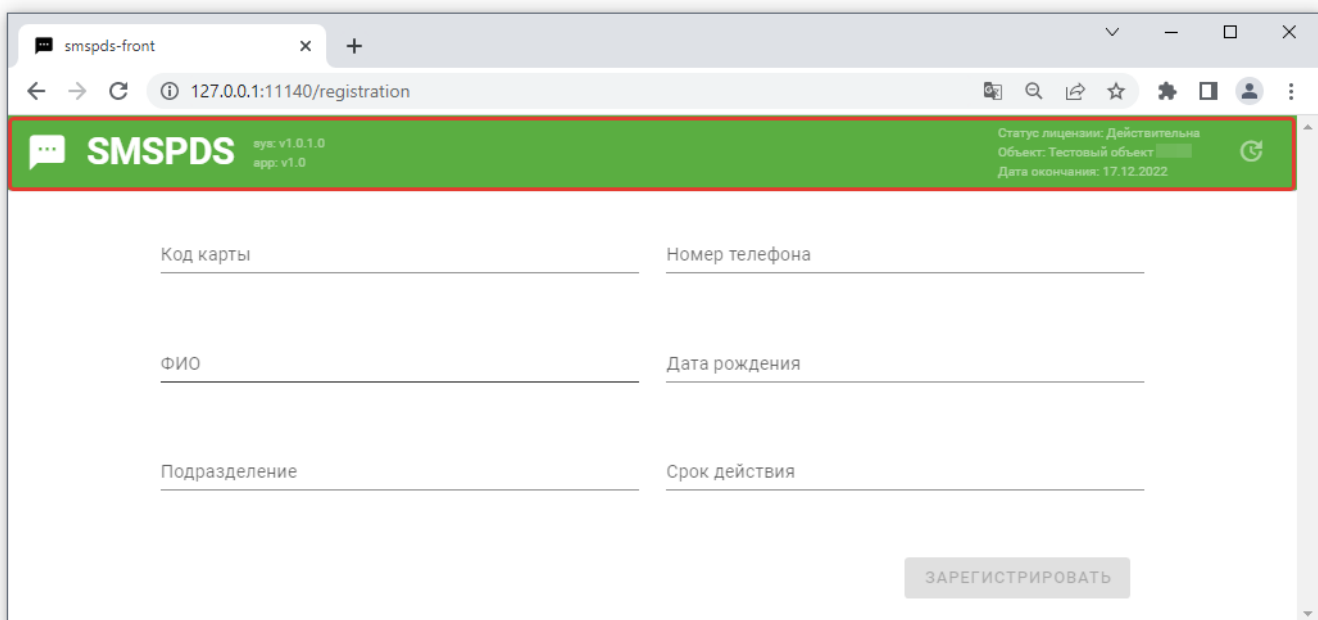 smspds-front
127.0.0.1:11140/registration
SMSPDS
sys: v1.0.1.0
app: v1.0
Статус лицензии: Действительна
Объект: Тестовый объект
Дата окончания: 17.12.2022
Код карты
Номер телефона
ФИО
Дата рождения
Подразделение
Срок действия
ЗАРЕГИСТРИРОВАТЬ